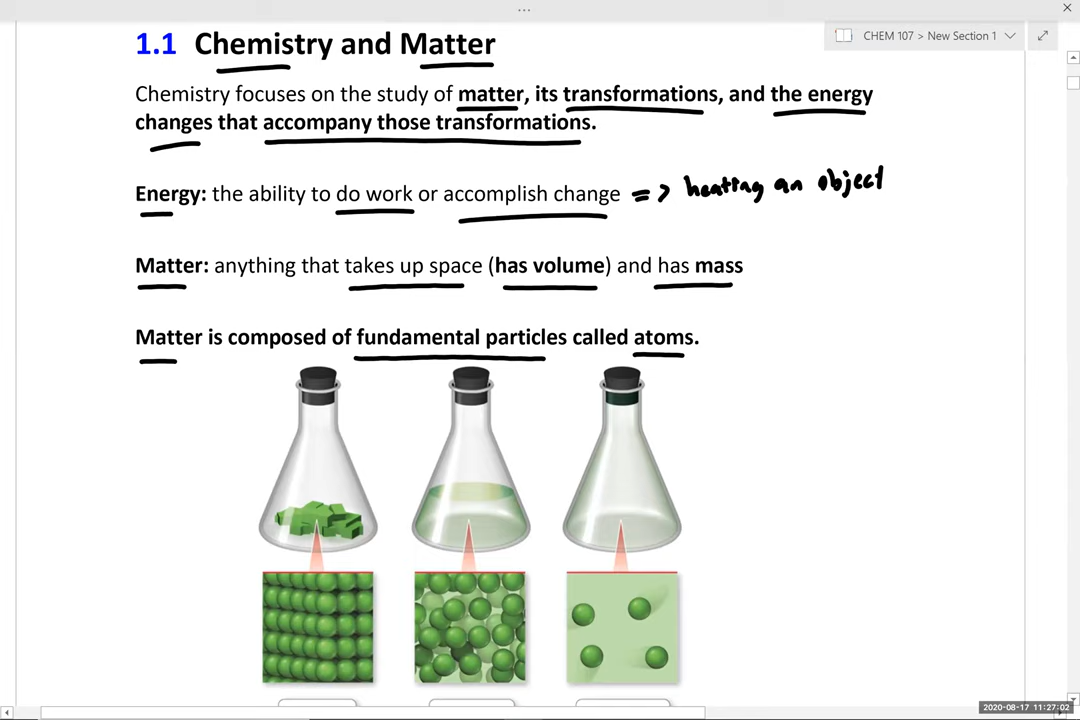 1.1 Chemistry and Matter
CHEM 107 > New Section 1
Chemistry focuses on the study of matter, its transformations, and the energy
changes that accompany those transformations.
Energy: the ability to do work or accomplish change => heating an object
Matter: anything that takes up space (has volume) and has mass
Matter is composed of fundamental particles called atoms.
2020-08-17 11:27:02